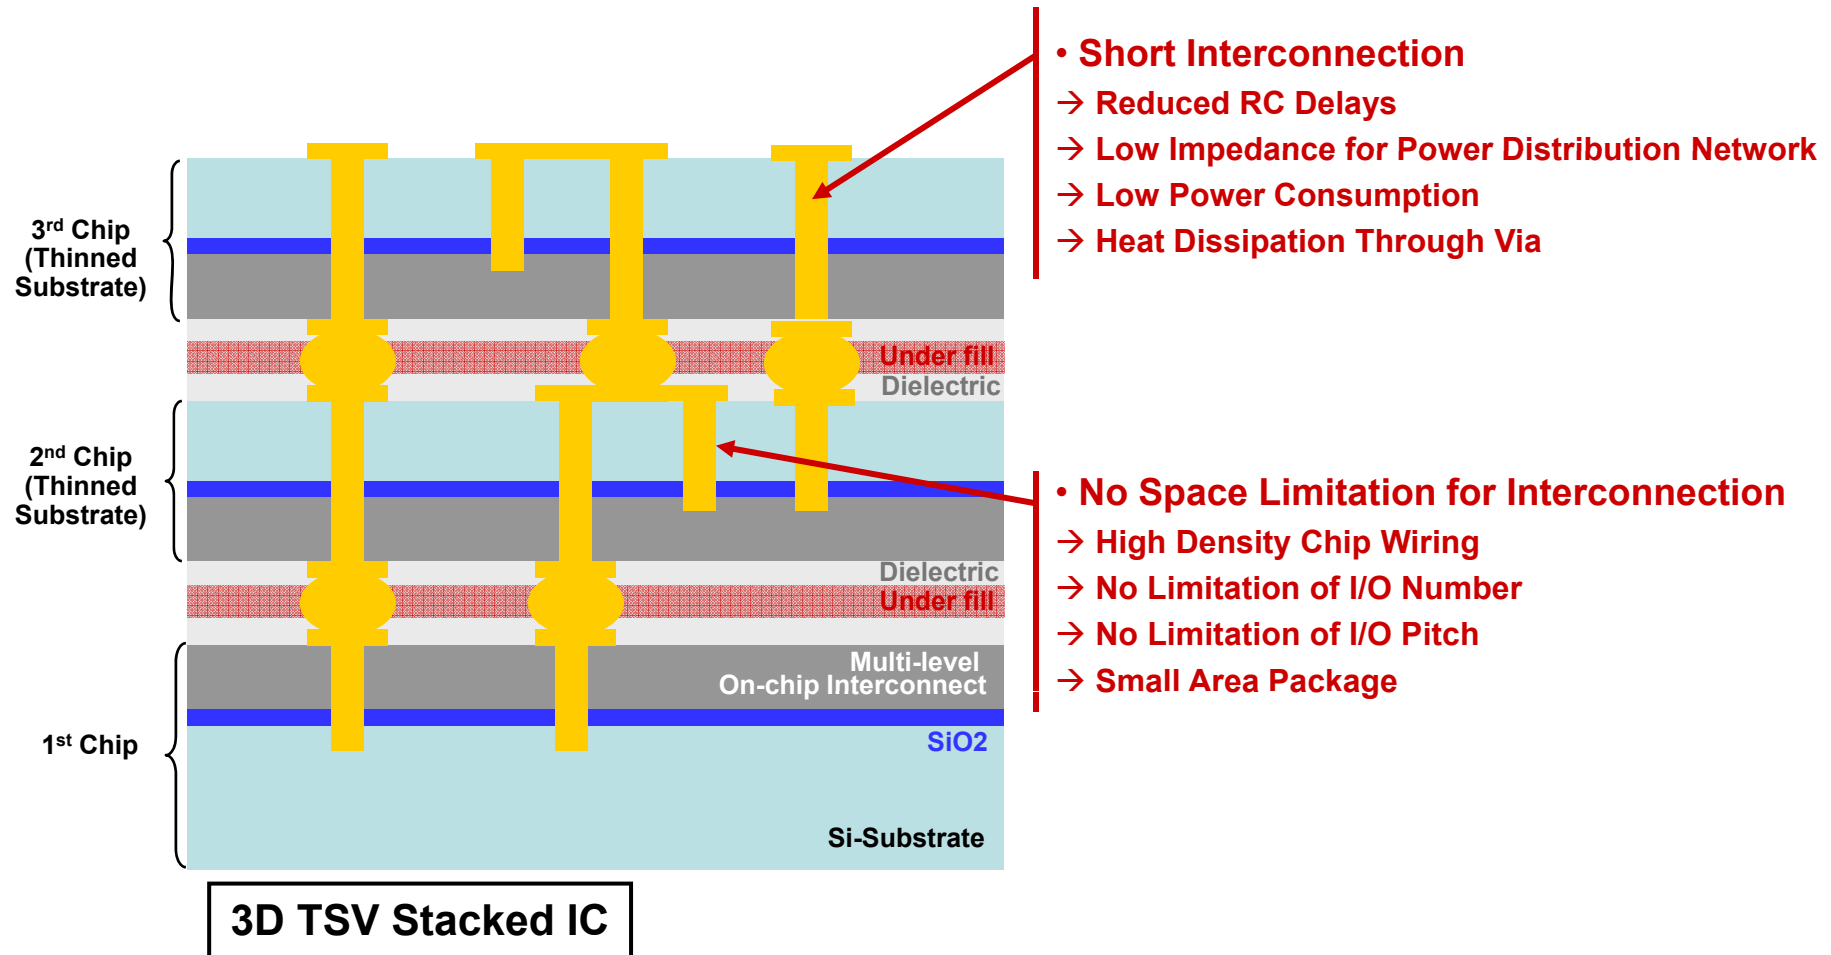 • Short Interconnection
→ Reduced RC Delays
→ Low Impedance for Power Distribution Network
→ Low Power Consumption
→ Heat Dissipation Through Via
3rd Chip
(Thinned
Substrate)
Under fill
Dielectric
2nd Chip
(Thinned
Substrate)
• No Space Limitation for Interconnection
→ High Density Chip Wiring
→ No Limitation of I/O Number
→ No Limitation of I/O Pitch
→ Small Area Package
Dielectric
Under fill
Multi-level
On-chip Interconnect
1st Chip
SiO2
Si-Substrate
3D TSV Stacked IC